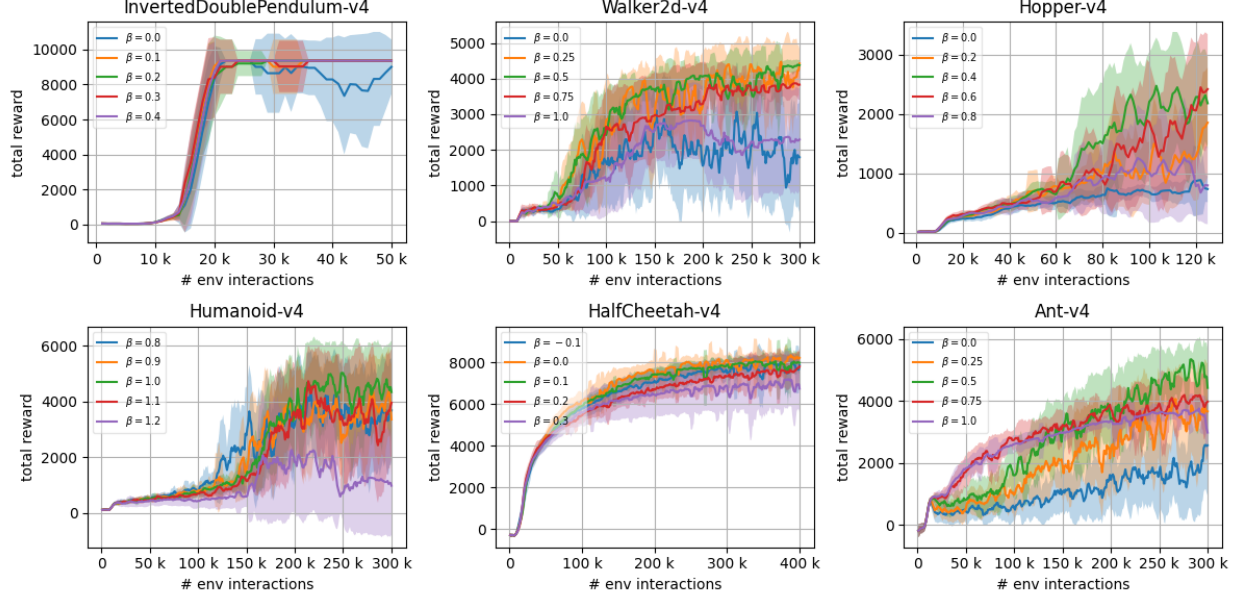 InvertedDoublePendulum-v4
10000
8000
6000
4000
2000
0
total reward
β = 0.0
β = 0.1
β = 0.2
β = 0.3
β = 0.4
0 10 k 20 k 30 k 40 k 50 k
# env interactions
Walker2d-v4
5000
4000
3000
2000
1000
0
total reward
β = 0.0
β = 0.25
β = 0.5
β = 0.75
β = 1.0
0 50 k 100 k 150 k 200 k 250 k 300 k
# env interactions
Hopper-v4
3000
2000
1000
0
total reward
β = 0.0
β = 0.2
β = 0.4
β = 0.6
β = 0.8
0 20 k 40 k 60 k 80 k 100 k 120 k
# env interactions
Humanoid-v4
6000
4000
2000
0
total reward
β = 0.8
β = 0.9
β = 1.0
β = 1.1
β = 1.2
0 50 k 100 k 150 k 200 k 250 k 300 k
# env interactions
HalfCheetah-v4
8000
6000
4000
2000
0
total reward
β = − 0.1
β = 0.0
β = 0.1
β = 0.2
β = 0.3
0 100 k 200 k 300 k 400 k
# env interactions
Ant-v4
6000
4000
2000
0
total reward
β = 0.0
β = 0.25
β = 0.5
β = 0.75
β = 1.0
0 50 k 100 k 150 k 200 k 250 k 300 k
# env interactions